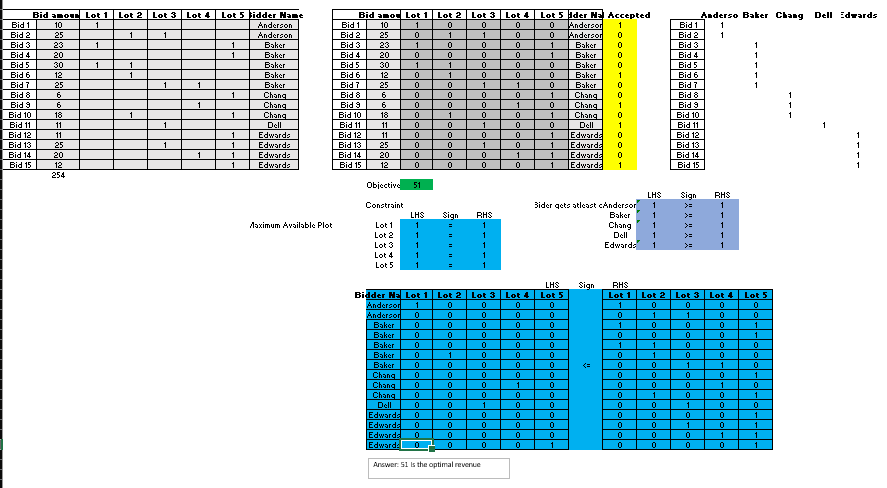 Bid amoun Lot 1 Lot 2 Lot 3 Lot 4 Lot 5 idder Name Bid amo Lot 1 Lot 2 Lot 3 Lot 4 Lot 5 dder Na Accepted Anderso Baker Chang Dell Edwards
Bid 1 10 1 Anderson Bid 1 10 1 0 0 0 0 Anderson 1 Bid 1 1
Bid 2 25 1 1 Anderson Bid 2 25 0 1 1 0 0 Anderson 0 Bid 2 1
Bid 3 23 1 1 Baker Bid 3 23 1 0 0 0 1 Baker 0 Bid 3 1
Bid 4 20 1 Baker Bid 4 20 0 0 0 0 1 Baker 0 Bid 4 1
Bid 5 30 1 1 Baker Bid 5 30 1 1 0 0 0 Baker 0 Bid 5 1
Bid 6 12 1 Baker Bid 6 12 0 1 0 0 0 Baker 1 Bid 6 1
Bid 7 25 1 1 Baker Bid 7 25 0 0 1 1 0 Baker 0 Bid 7 1
Bid 8 6 1 Chang Bid 8 6 0 0 0 0 1 Chang 0 Bid 8 1
Bid 9 6 1 Chang Bid 9 6 0 0 0 1 0 Chang 1 Bid 9 1
Bid 10 18 1 1 Chang Bid 10 18 0 1 0 0 1 Chang 0 Bid 10 1
Bid 11 11 1 Dell Bid 11 11 0 0 1 0 0 Dell 1 Bid 11 1
Bid 12 11 1 Edwards Bid 12 11 0 0 0 0 1 Edwards 0 Bid 12 1
Bid 13 25 1 1 Edwards Bid 13 25 0 0 1 0 1 Edwards 0 Bid 13 1
Bid 14 20 1 1 Edwards Bid 14 20 0 0 0 1 1 Edwards 0 Bid 14 1
Bid 15 12 1 Edwards Bid 15 12 0 0 0 0 1 Edwards 1 Bid 15 1
254
Objective 51
LHS Sign RHS
Constraint Bider gets atleast Anderson 1 >= 1
LHS Sign RHS Baker 1 >= 1
Maximum Available Plot Lot 1 1 = 1 Chang 1 >= 1
Lot 2 1 = 1 Dell 1 >= 1
Lot 3 1 = 1 Edwards 1 >= 1
Lot 4 1 = 1
Lot 5 1 = 1
LHS Sign RHS
Bidder Na Lot 1 Lot 2 Lot 3 Lot 4 Lot 5 Lot 1 Lot 2 Lot 3 Lot 4 Lot 5
Anderson 1 0 0 0 0 1 0 0 0 0
Anderson 0 0 0 0 0 0 1 1 0 0
Baker 0 0 0 0 0 1 0 0 0 1
Baker 0 0 0 0 0 0 0 0 0 1
Baker 0 0 0 0 0 1 1 0 0 0
Baker 0 1 0 0 0 0 1 0 0 0
Baker 0 0 0 0 0 <= 0 0 1 1 0
Chang 0 0 0 0 0 0 0 0 0 1
Chang 0 0 0 1 0 0 0 0 1 0
Chang 0 0 0 0 0 0 1 0 0 1
Dell 0 0 1 0 0 0 0 1 0 0
Edwards 0 0 0 0 0 0 0 0 0 1
Edwards 0 0 0 0 0 0 0 1 0 1
Edwards 0 0 0 0 0 0 0 0 1 1
Edwards 0 0 0 0 1 0 0 0 0 1
Answer: 51 is the optimal revenue